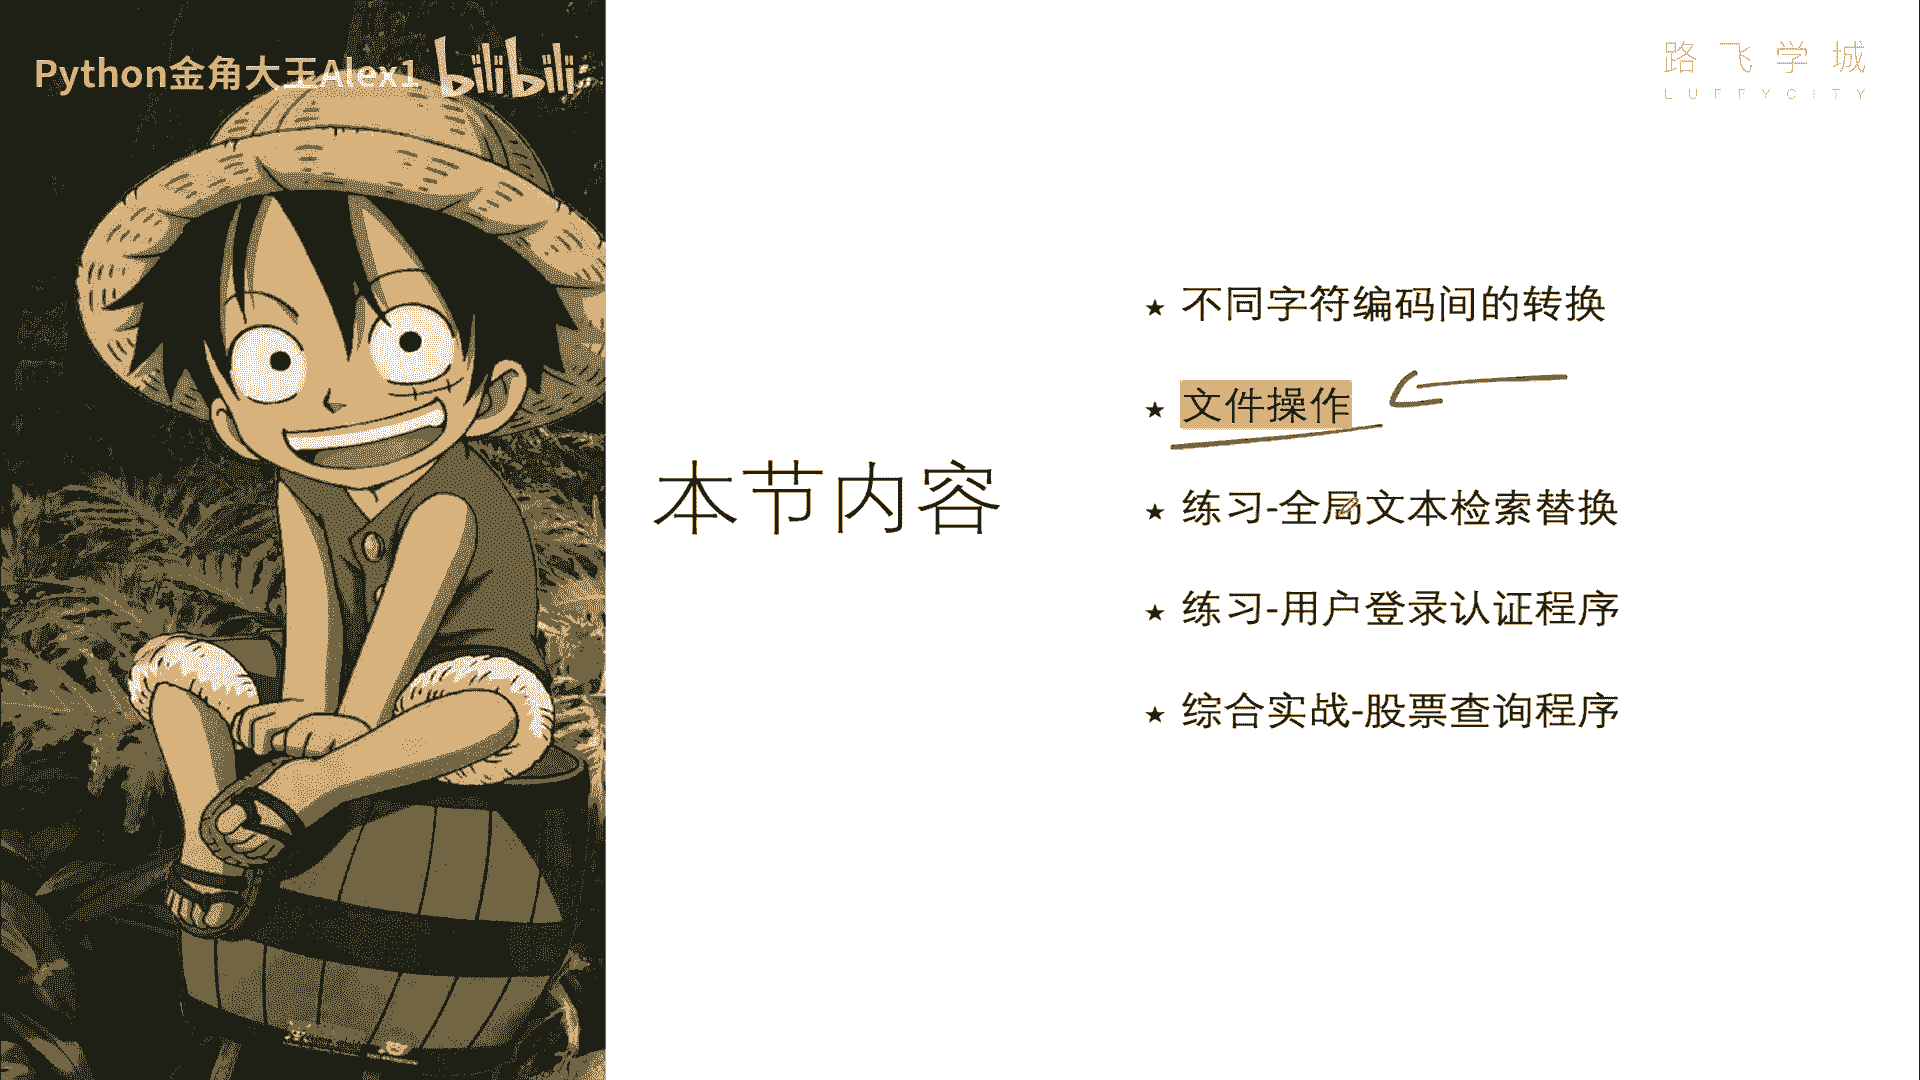 Python金角大王Alex1 bilibili
路飞学城
LUFFYCITY
本节内容
★ 不同字符编码间的转换
★ 文件操作
★ 练习-全局文本检索替换
★ 练习-用户登录认证程序
★ 综合实战-股票查询程序